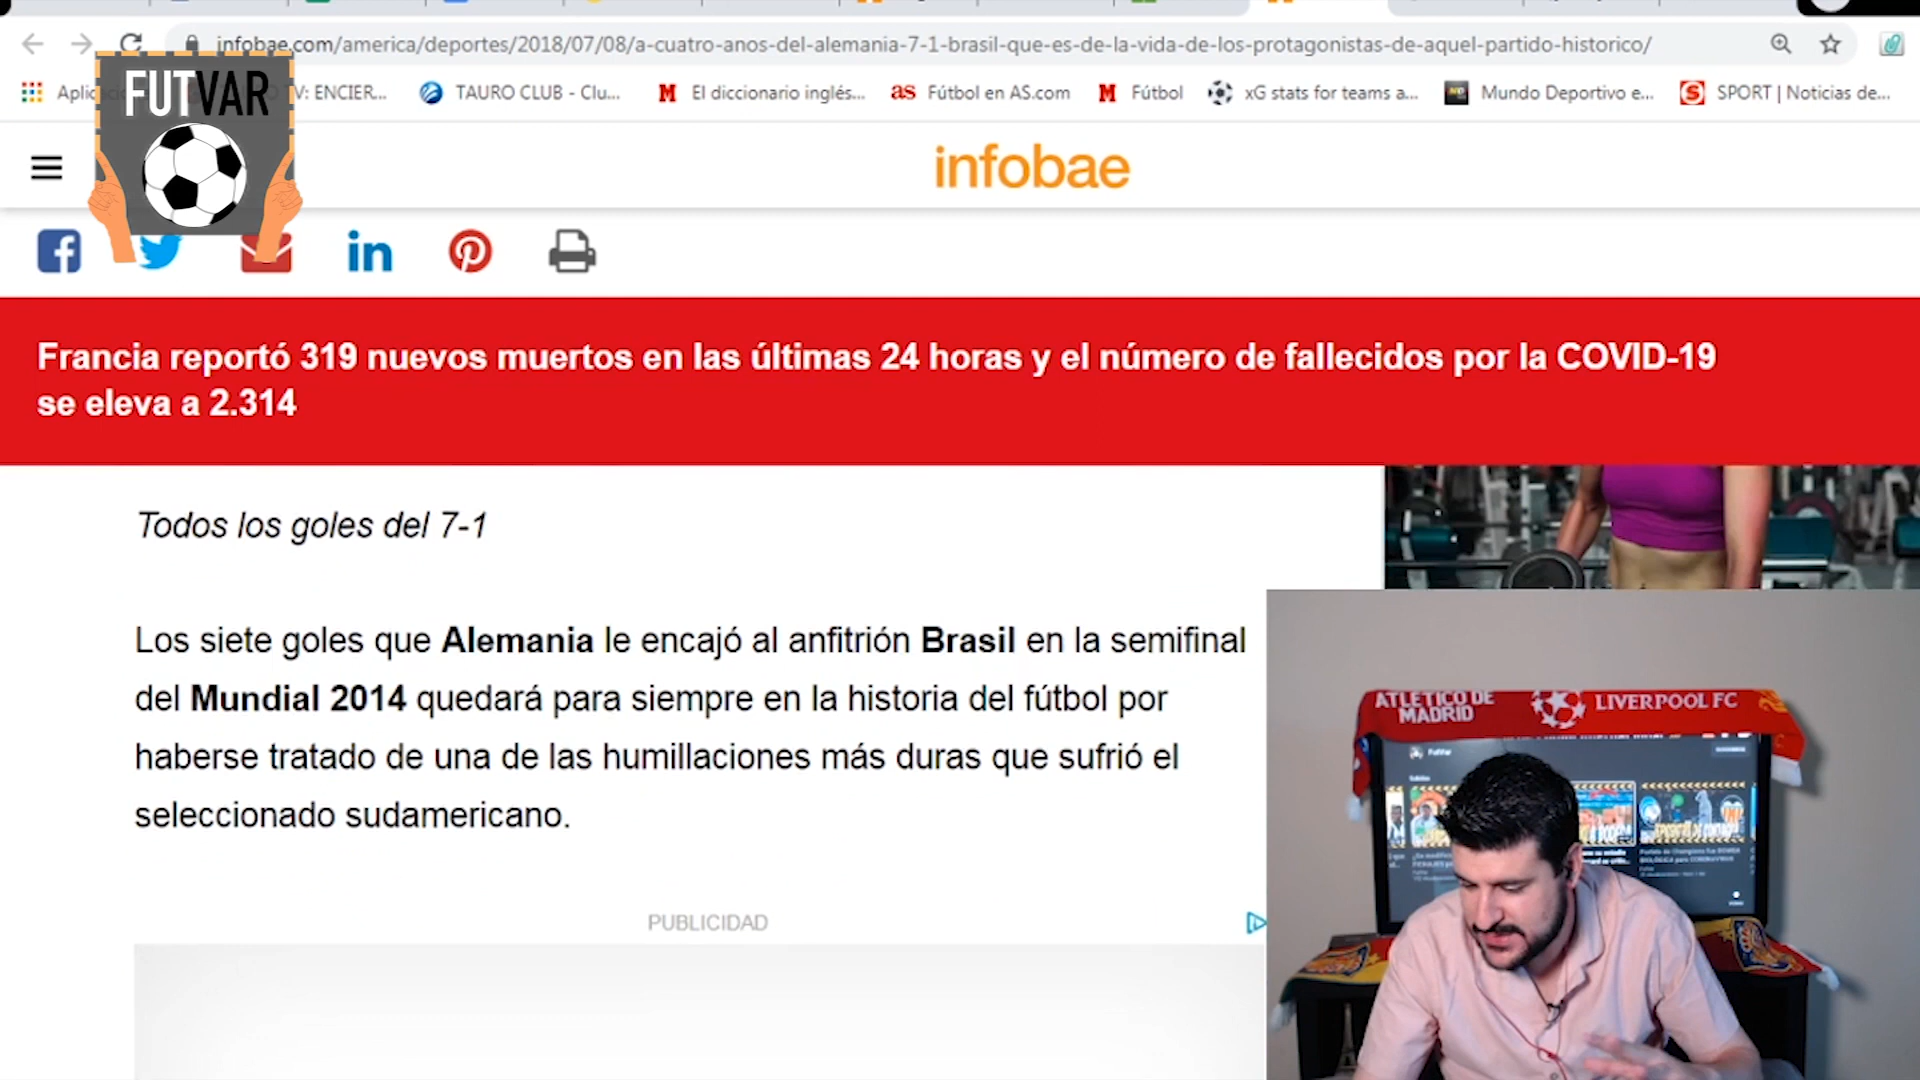 infobae.com/america/deportes/2018/07/08/a-cuatro-anos-del-alemania-7-1-brasil-que-es-de-la-vida-de-los-protagonistas-de-aquel-partido-historico/
FUTVAR
TV: ENCIER...
TAURO CLUB - Clu...
El diccionario inglés...
as
Fútbol en AS.com
Fútbol
xG stats for teams a...
Mundo Deportivo e...
SPORT | Noticias de...
infobae
Francia reportó 319 nuevos muertos en las últimas 24 horas y el número de fallecidos por la COVID-19
se eleva a 2.314
Todos los goles del 7-1
Los siete goles que Alemania le encajó al anfitrión Brasil en la semifinal
del Mundial 2014 quedará para siempre en la historia del fútbol por
haberse tratado de una de las humillaciones más duras que sufrió el
seleccionado sudamericano.
PUBLICIDAD
ATLÉTICO DE
MADRID
LIVERPOOL FC